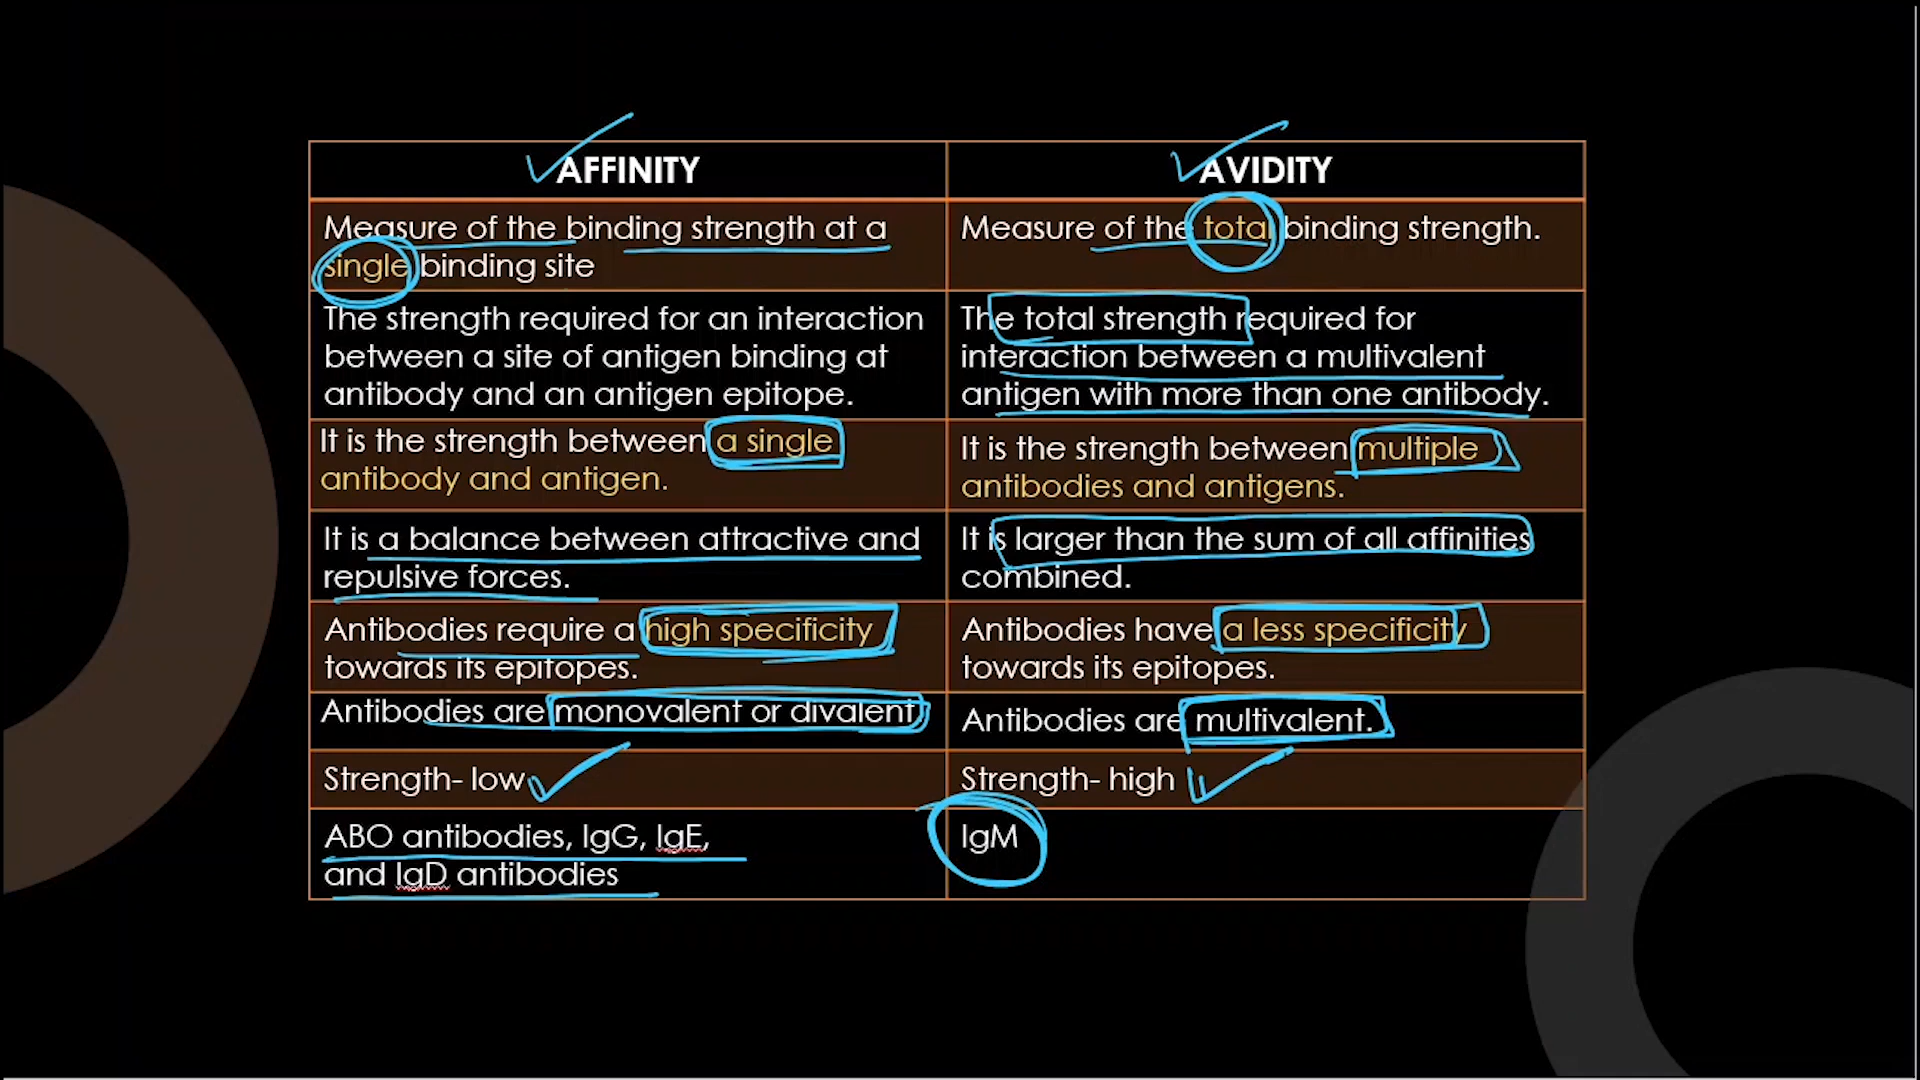 AFFINITY
AVIDITY
Measure of the binding strength at a
single binding site
Measure of the total binding strength.
The strength required for an interaction
between a site of antigen binding at
antibody and an antigen epitope.
The total strength required for
interaction between a multivalent
antigen with more than one antibody.
It is the strength between a single
antibody and antigen.
It is the strength between multiple
antibodies and antigens.
It is a balance between attractive and
repulsive forces.
It is larger than the sum of all affinities
combined.
Antibodies require a high specificity
towards its epitopes.
Antibodies have a less specificity
towards its epitopes.
Antibodies are monovalent or divalent
Antibodies are multivalent.
Strength- low
Strength- high
ABO antibodies, IgG, IgE,
and IgD antibodies
IgM